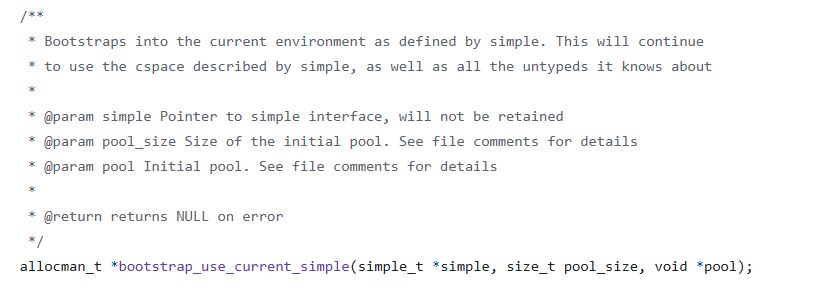 /**
 * Bootstraps into the current environment as defined by simple. This will continue
 * to use the cspace described by simple, as well as all the untypeds it knows about
 *
 * @param simple Pointer to simple interface, will not be retained
 * @param pool_size Size of the initial pool. See file comments for details
 * @param pool Initial pool. See file comments for details
 *
 * @return returns NULL on error
 */
allocman_t *bootstrap_use_current_simple(simple_t *simple, size_t pool_size, void *pool);